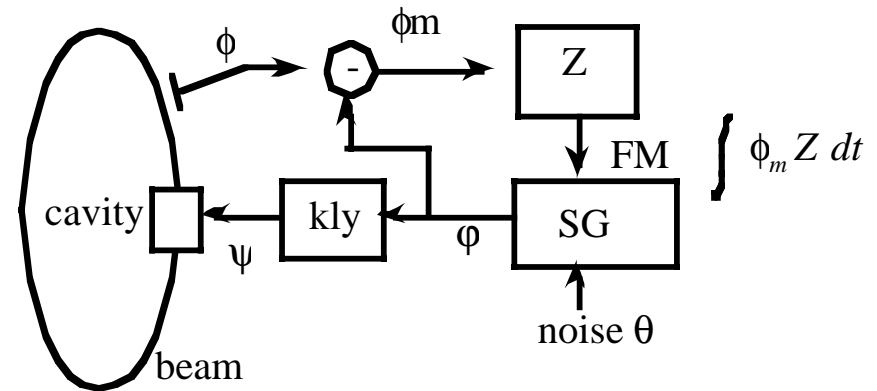 ϕ
ϕm
-
Z
FM
∫ ϕm Z dt
cavity
kly
SG
ψ
φ
noise θ
beam